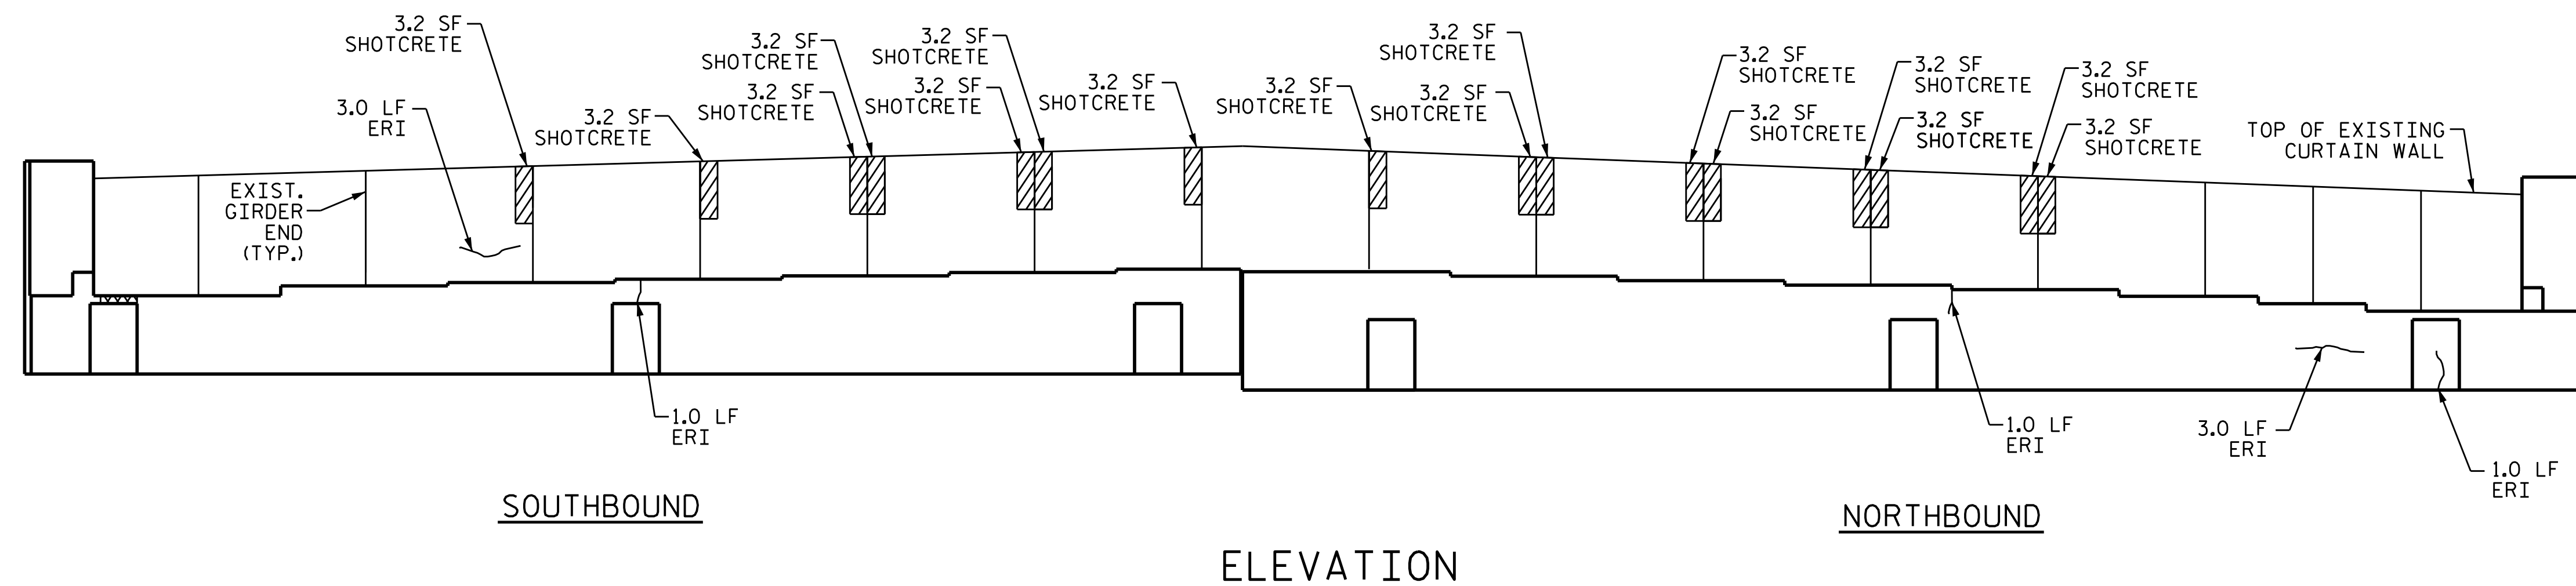 3.2 SF
SHOTCRETE
3.0 LF
ERI
EXIST.
GIRDER
END
(TYP.)
3.2 SF
SHOTCRETE
3.2 SF
SHOTCRETE
3.2 SF
SHOTCRETE
3.2 SF
SHOTCRETE
3.2 SF
SHOTCRETE
3.2 SF
SHOTCRETE
3.2 SF
SHOTCRETE
3.2 SF
SHOTCRETE
3.2 SF
SHOTCRETE
3.2 SF
SHOTCRETE
3.2 SF
SHOTCRETE
3.2 SF
SHOTCRETE
3.2 SF
SHOTCRETE
3.2 SF
SHOTCRETE
3.2 SF
SHOTCRETE
TOP OF EXISTING
CURTAIN WALL
1.0 LF
ERI
1.0 LF
ERI
3.0 LF
ERI
1.0 LF
ERI
SOUTHBOUND
NORTHBOUND
ELEVATION